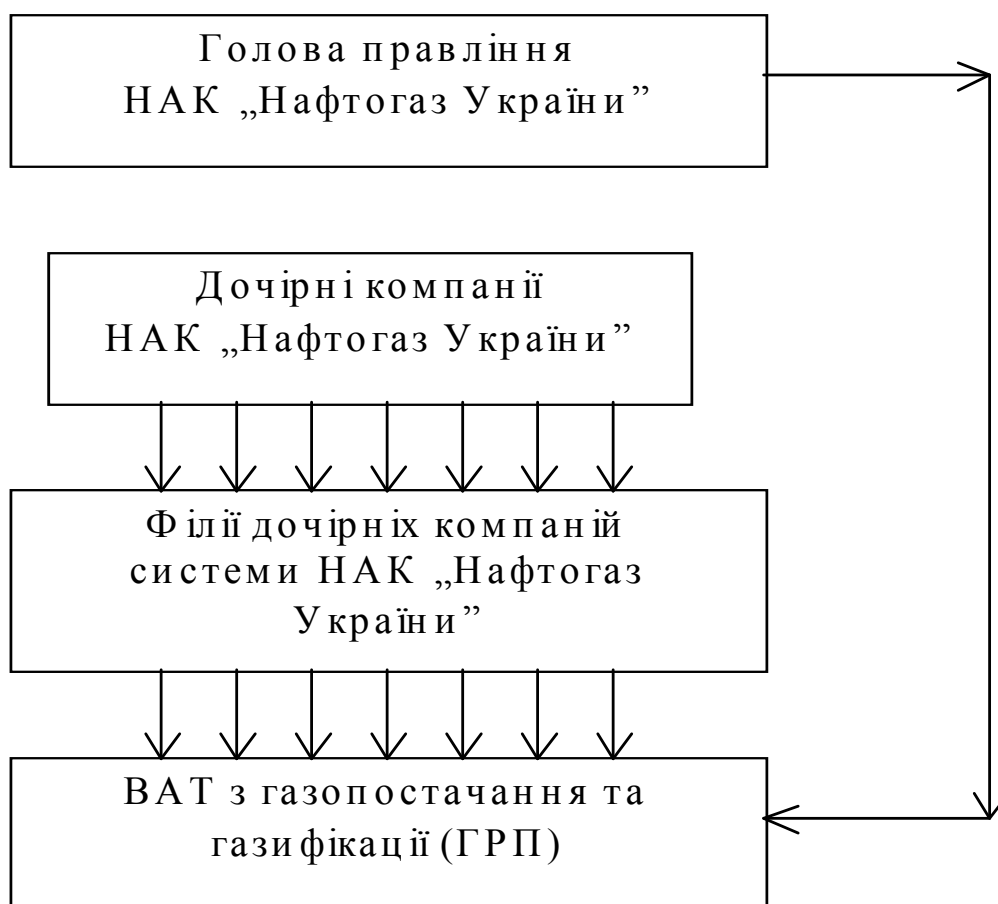 Голова правління
НАК „Нафтогаз України”
Дочірні компанії
НАК „Нафтогаз України”
Філії дочірніх компаній
системи НАК „Нафтогаз
України”
ВАТ з газопостачання та
газифікації (ГРП)